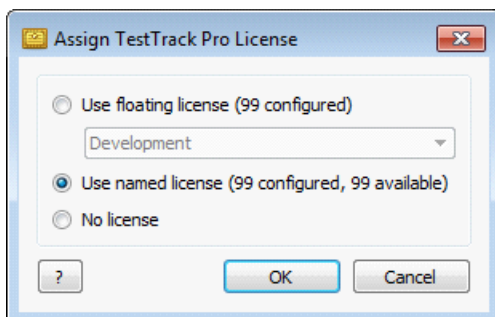 Assign TestTrack Pro License
Use floating license (99 configured)
Development
Use named license (99 configured, 99 available)
No license
? OK Cancel